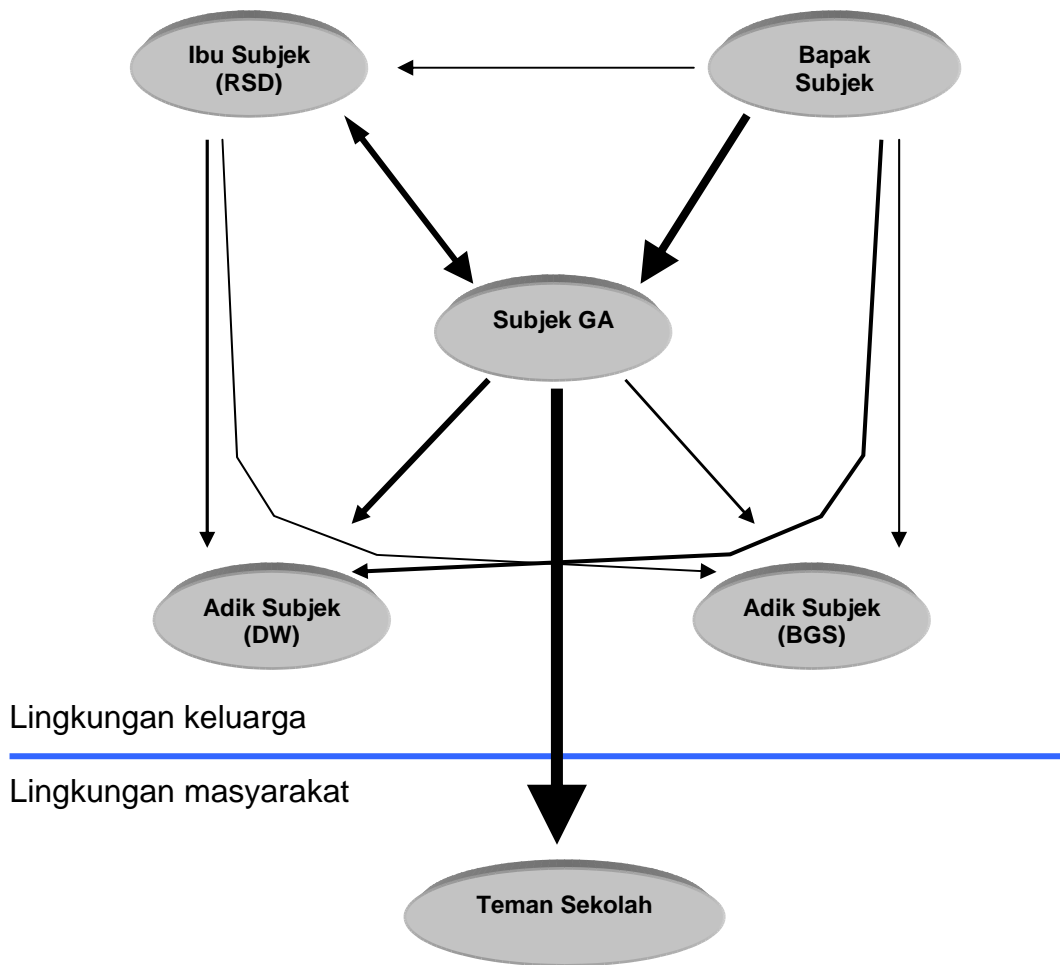 Ibu Subjek
(RSD)
Bapak
Subjek
Subjek GA
Adik Subjek
(DW)
Adik Subjek
(BGS)
Lingkungan keluarga
Lingkungan masyarakat
Teman Sekolah